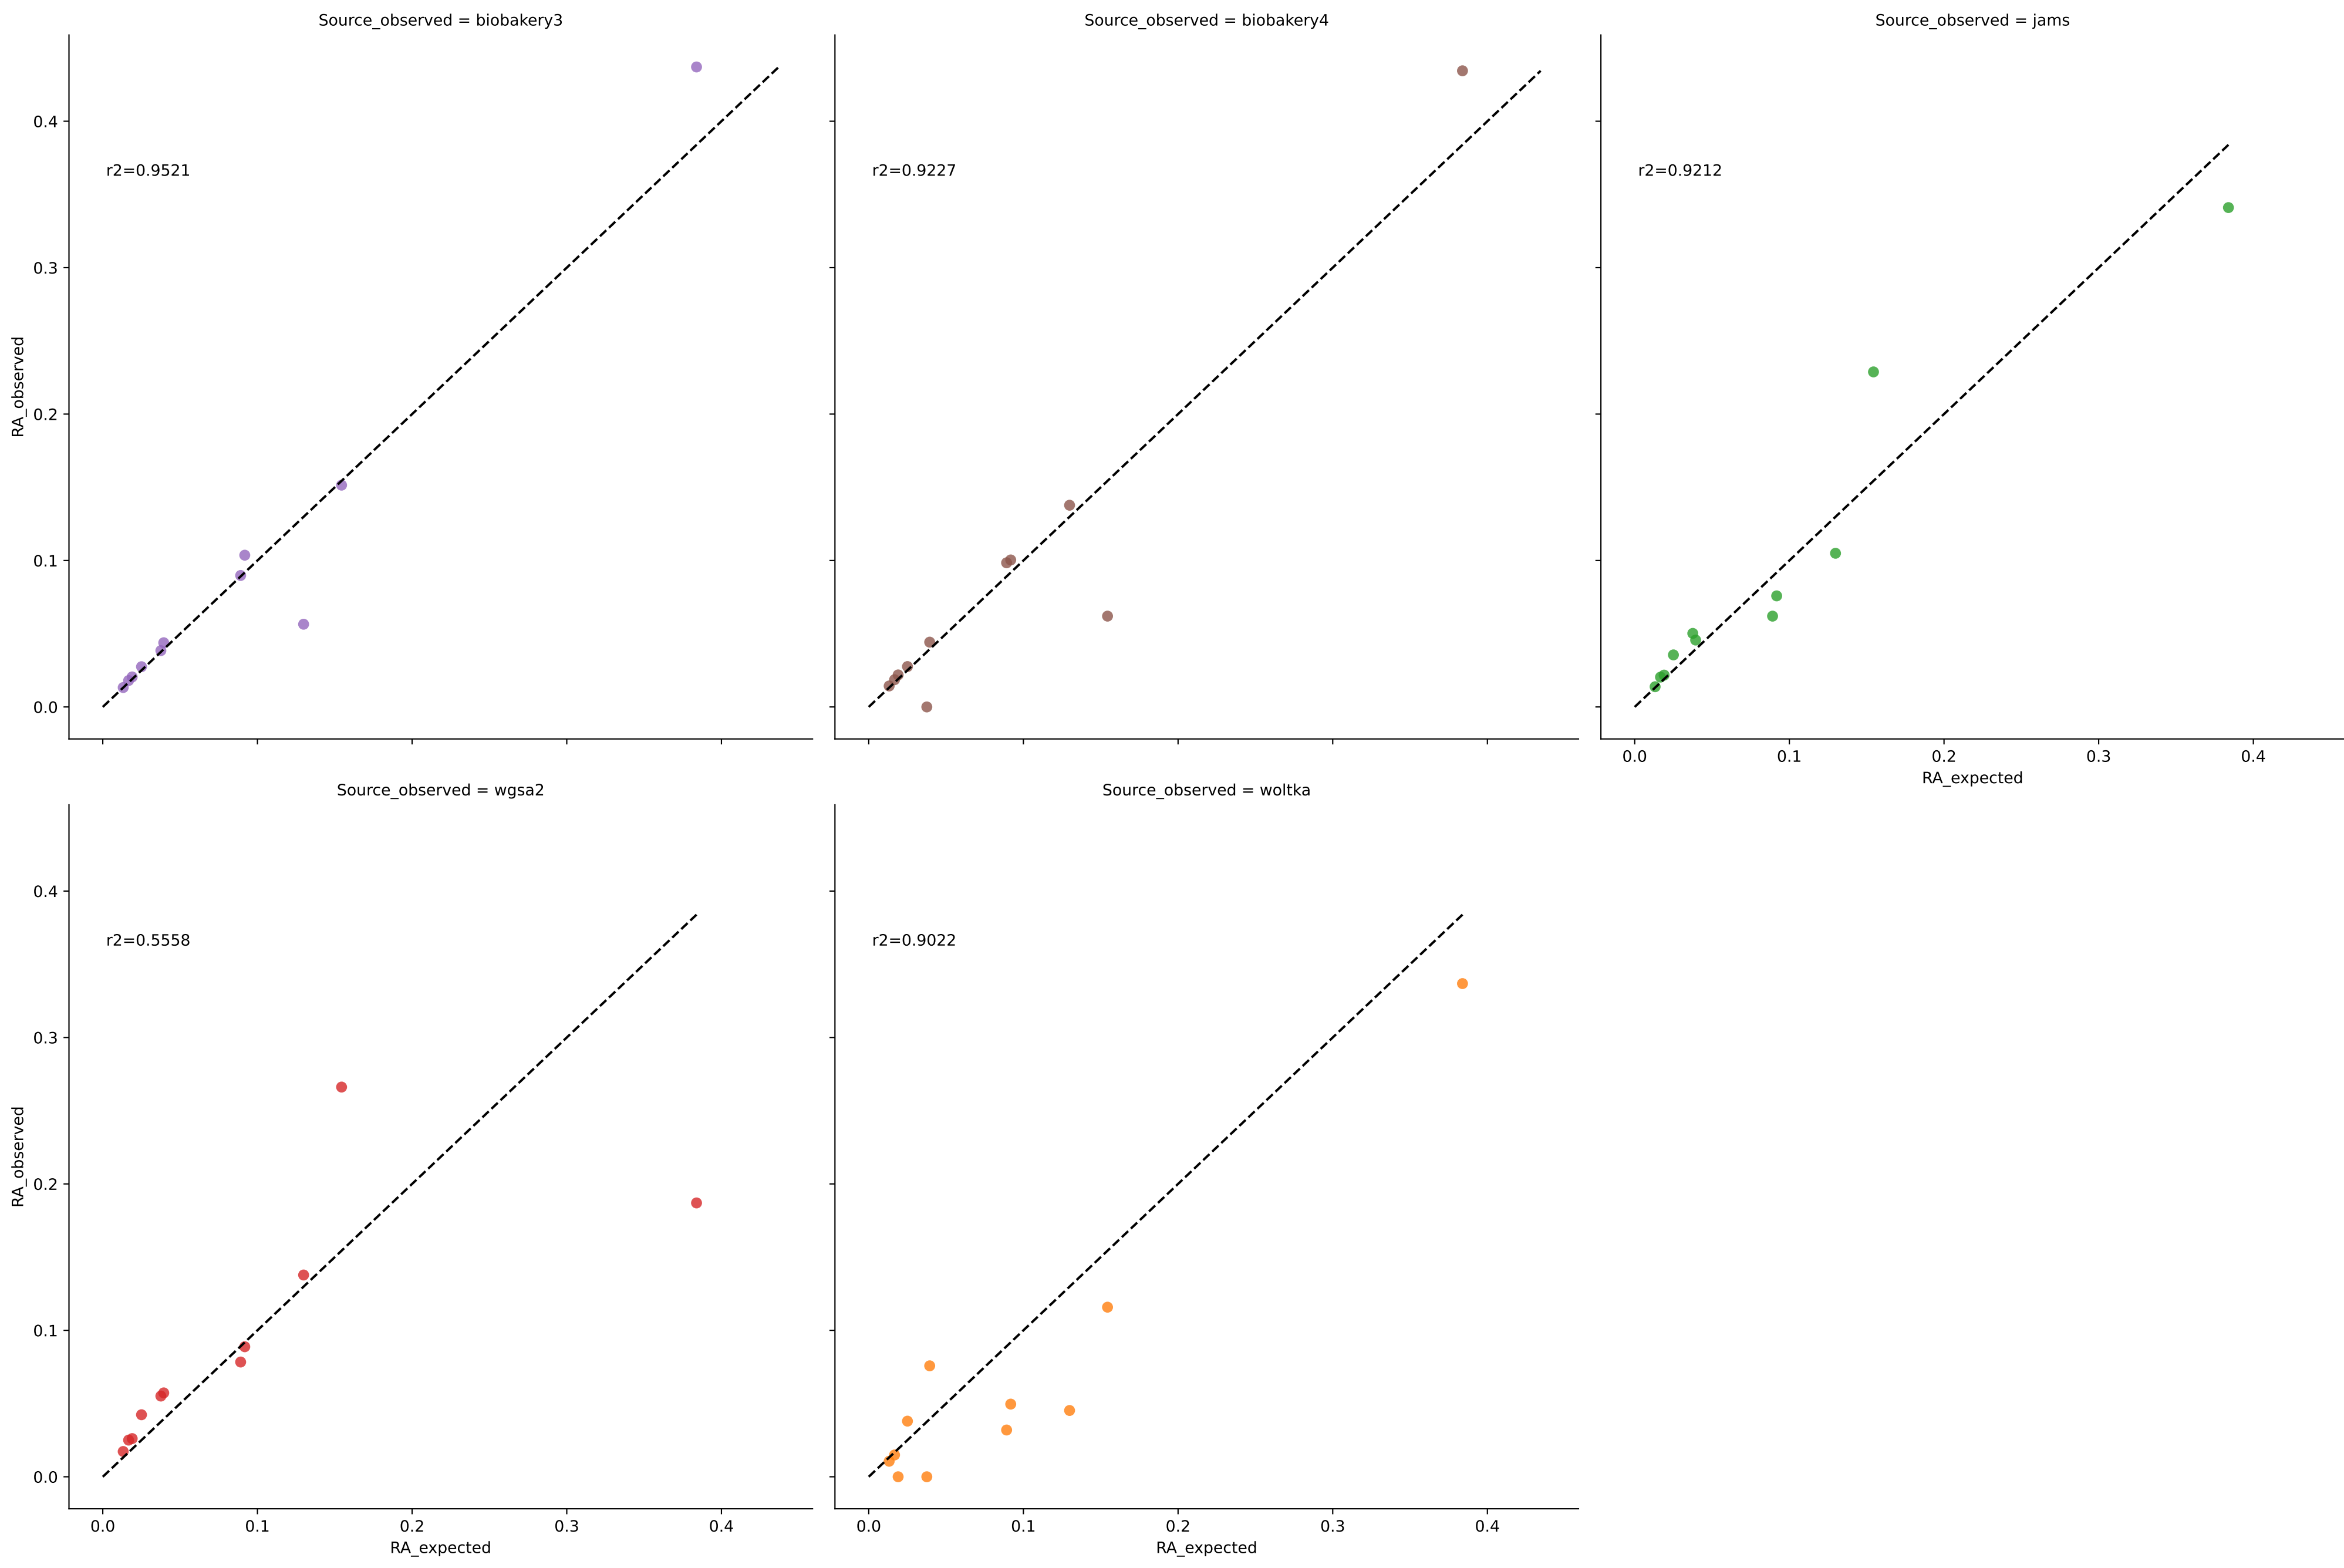 Source_observed = biobakery3
Source_observed = biobakery4
Source_observed = jams
RA_observed
0.4
0.3
0.2
0.1
0.0
r2=0.9521
r2=0.9227
r2=0.9212
0.0 0.1 0.2 0.3 0.4
RA_expected
Source_observed = wgsa2
Source_observed = woltka
RA_observed
0.4
0.3
0.2
0.1
0.0
r2=0.5558
r2=0.9022
0.0 0.1 0.2 0.3 0.4
RA_expected
0.0 0.1 0.2 0.3 0.4
RA_expected